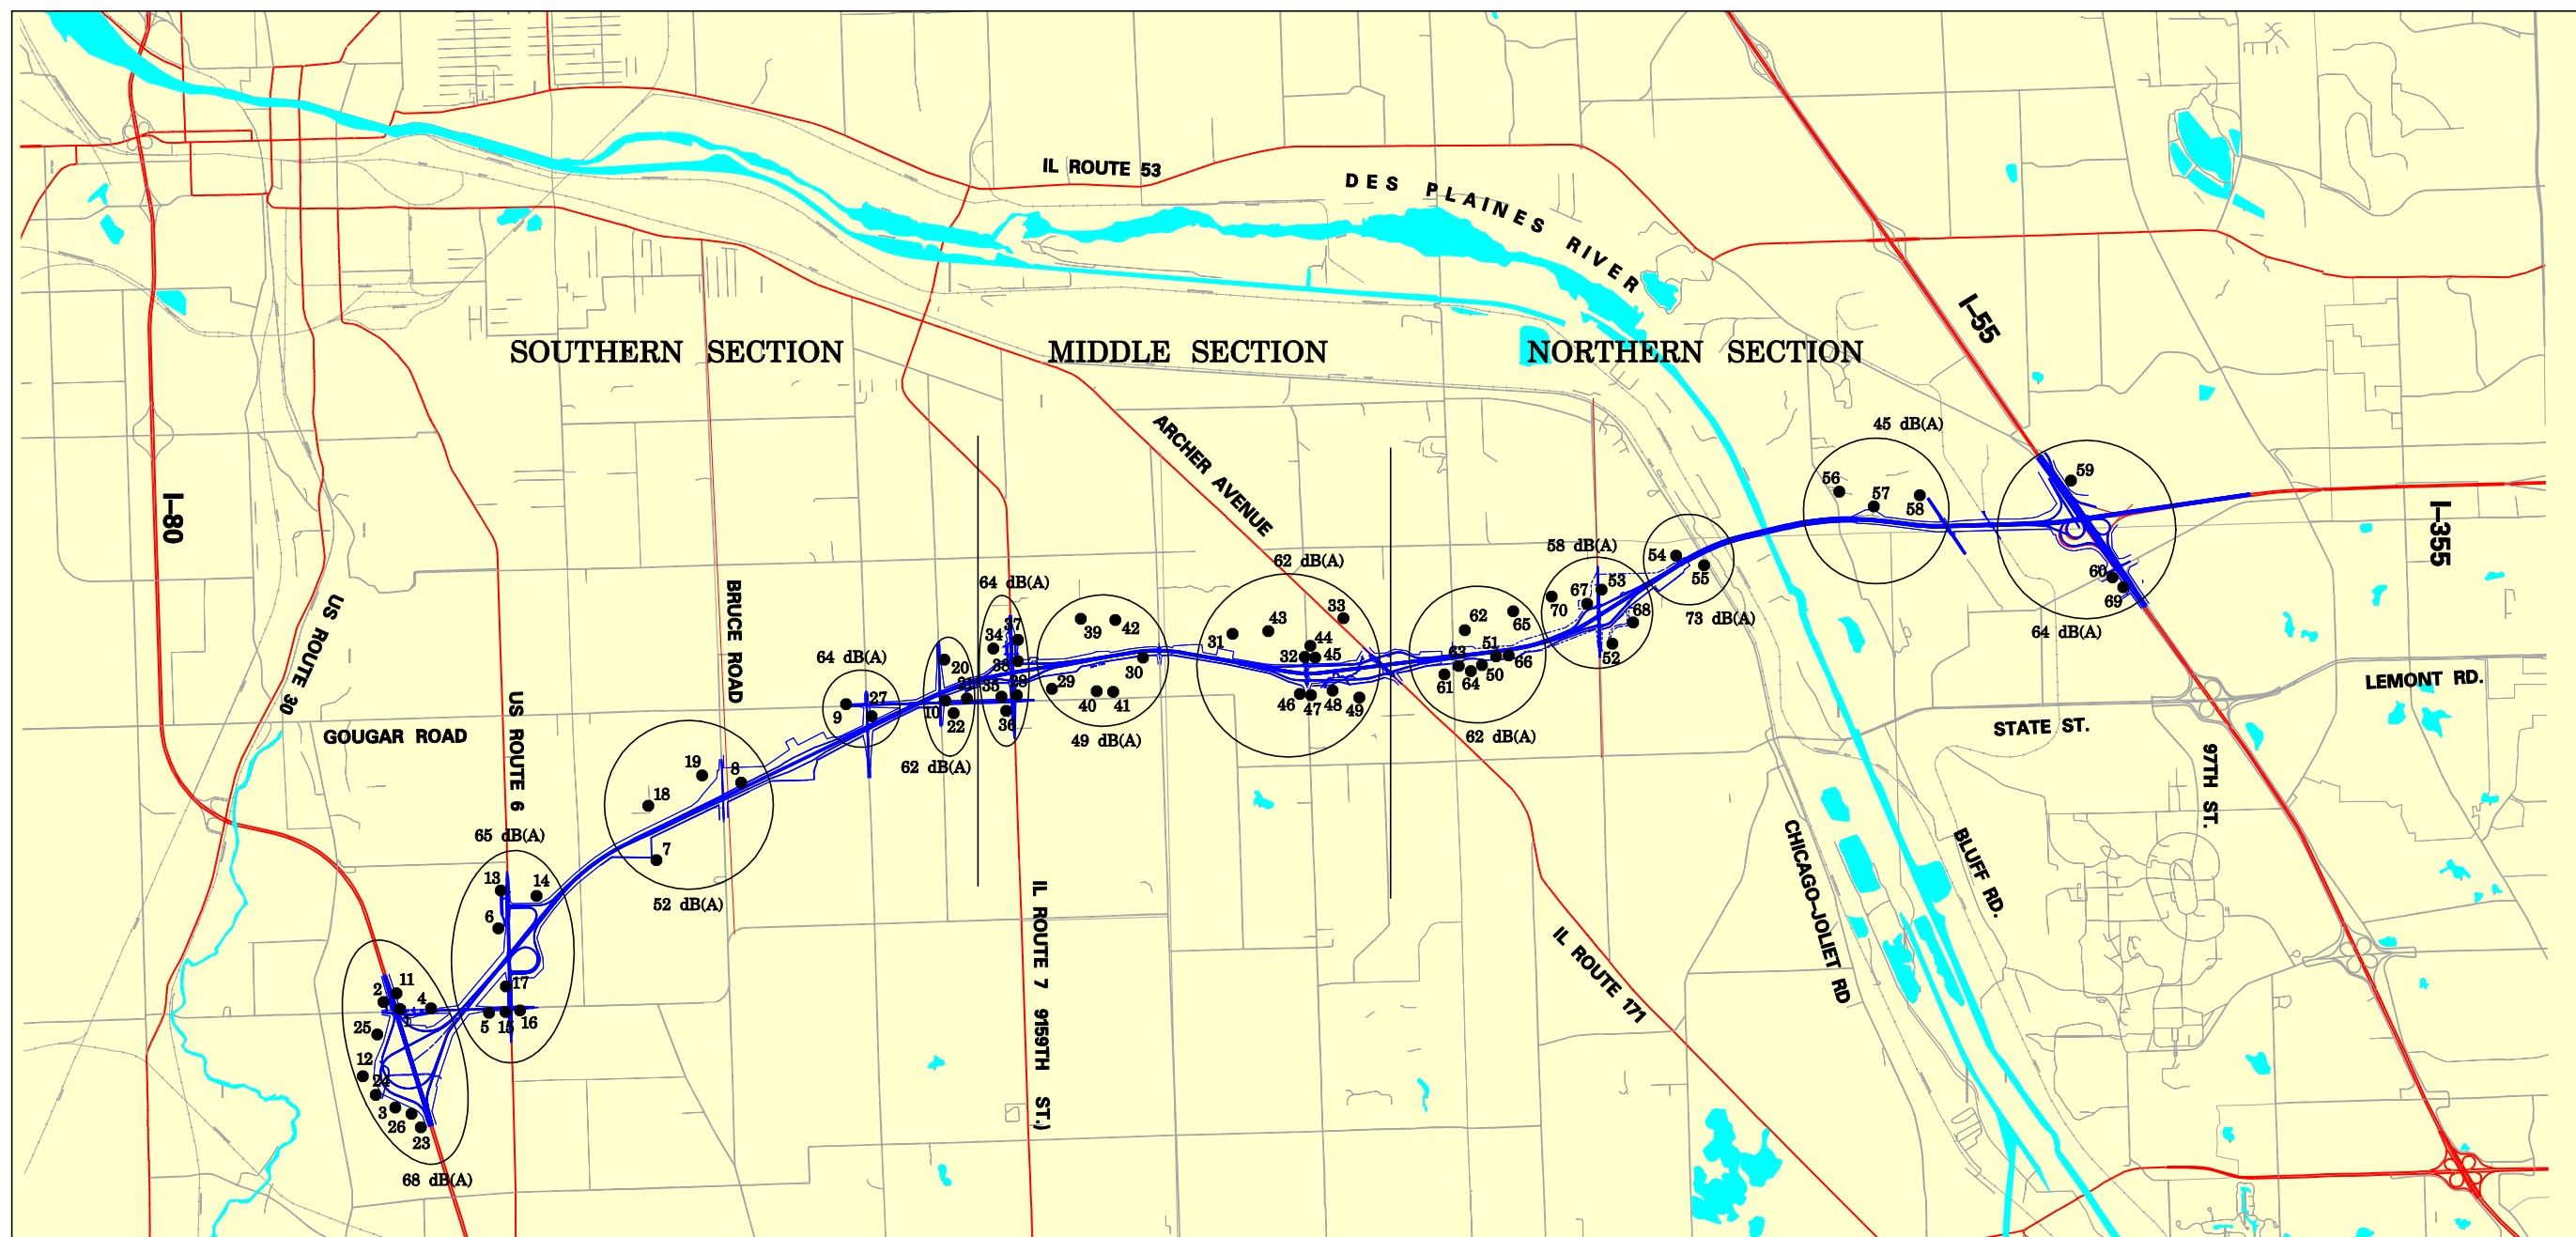 IL ROUTE 53
DES PLAINES RIVER
I-55
SOUTHERN SECTION
MIDDLE SECTION
NORTHERN SECTION
ARCHER AVENUE
I-80
I-355
US ROUTE 30
GOUGAR ROAD
US ROUTE 6
BRUCE ROAD
IL ROUTE 7 9159TH ST.)
IL ROUTE 171
CHICAGO-JOLIET RD
BLUFF RD.
STATE ST.
LEMONT RD.
97TH ST.
68 dB(A)
2
11
1
4
25
12
24
3
26
23
65 dB(A)
13
14
6
17
5
15
16
52 dB(A)
18
19
8
7
64 dB(A)
9
27
62 dB(A)
20
21
10
22
64 dB(A)
34
37
38
35
28
36
49 dB(A)
39
42
30
29
40
41
62 dB(A)
31
43
33
44
32
45
46
47
48
49
62 dB(A)
62
65
63
51
66
61
64
50
58 dB(A)
70
67
53
68
52
73 dB(A)
54
55
45 dB(A)
56
57
58
64 dB(A)
59
60
69